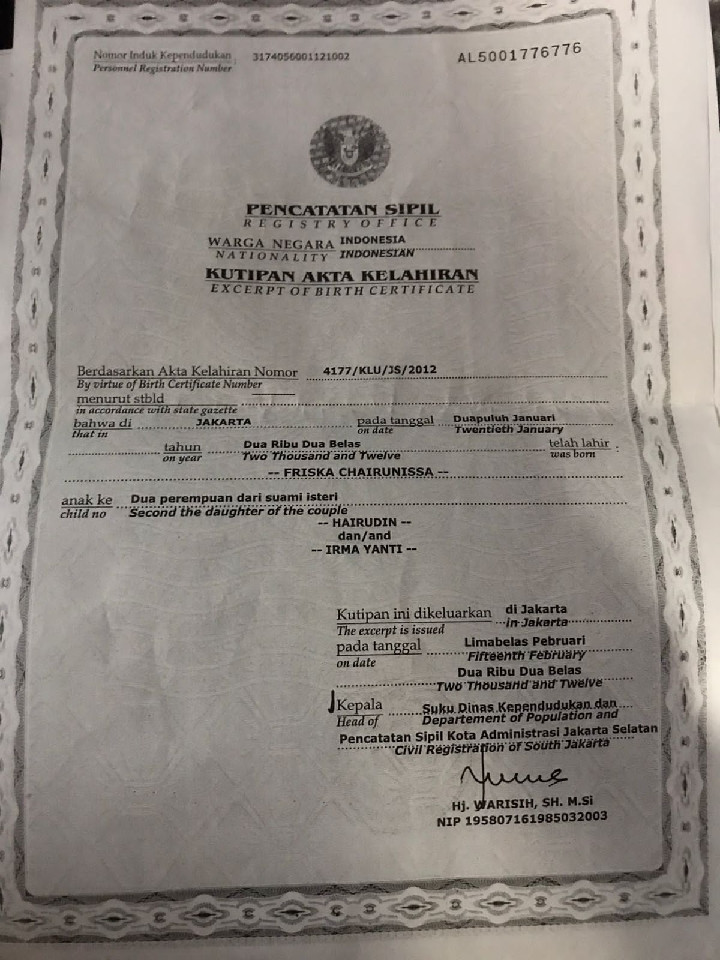 Nomor Induk Kependudukan 3174056001121002 AL5001776776
Personnel Registration Number
PENCATATAN SIPIL
REGISTRY OFFICE
WARGA NEGARA INDONESIA
NATIONALITY INDONESIAN
KUTIPAN AKTA KELAHIRAN
EXCERPT OF BIRTH CERTIFICATE
Berdasarkan Akta Kelahiran Nomor 4177/KLU/JS/2012
By virtue of Birth Certificate Number
menurut stbld
in accordance with state gazette
bahwa di JAKARTA pada tanggal Duapuluh Januari
that in on date Twentieth January
tahun Dua Ribu Dua Belas telah lahir :
on year Two Thousand and Twelve was born
-- FRISKA CHAIRUNISSA --
anak ke Dua perempuan dari suami isteri
child no Second the daughter of the couple
-- HAIRUDIN --
dan/and
-- IRMA YANTI --
Kutipan ini dikeluarkan di Jakarta
The excerpt is issued in Jakarta
pada tanggal Limabelas Pebruari
on date Fifteenth February
Dua Ribu Dua Belas
Two Thousand and Twelve
Kepala Suku Dinas Kependudukan dan
Head of Departement of Population and
Pencatatan Sipil Kota Administrasi Jakarta Selatan
Civil Registration of South Jakarta
Hj. WARISIH, SH. M.Si
NIP 195807161985032003